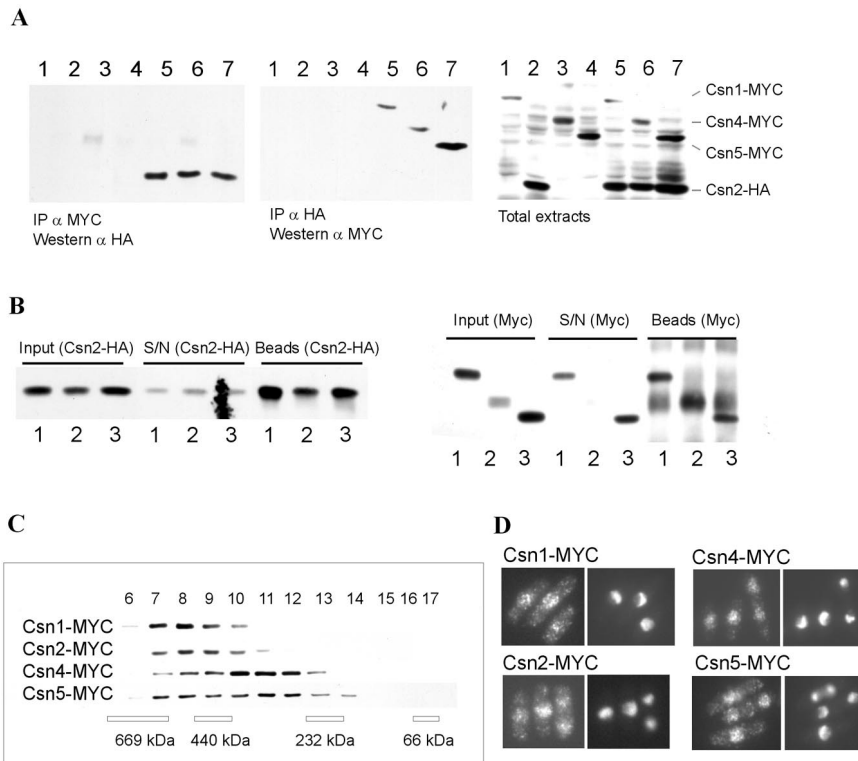 A
1 2 3 4 5 6 7
IP α MYC
Western α HA
1 2 3 4 5 6 7
IP α HA
Western α MYC
1 2 3 4 5 6 7
Csn1-MYC
Csn4-MYC
Csn5-MYC
Csn2-HA
Total extracts
B
Input (Csn2-HA) S/N (Csn2-HA) Beads (Csn2-HA)
1 2 3 1 2 3 1 2 3
Input (Myc) S/N (Myc) Beads (Myc)
1 2 3 1 2 3 1 2 3
C
6 7 8 9 10 11 12 13 14 15 16 17
Csn1-MYC
Csn2-MYC
Csn4-MYC
Csn5-MYC
669 kDa 440 kDa 232 kDa 66 kDa
D
Csn1-MYC Csn4-MYC
Csn2-MYC Csn5-MYC